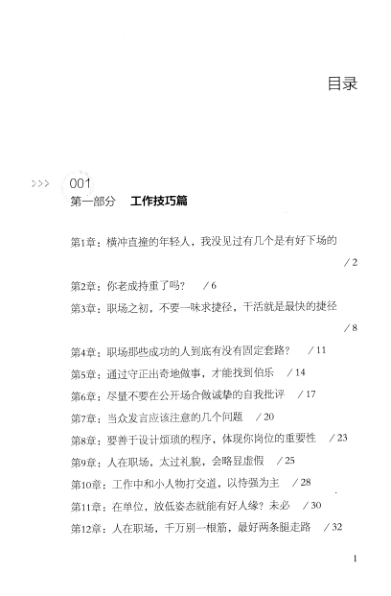 目录
>>> 001
第一部分 工作技巧篇
第1章：横冲直撞的年轻人，我没见过有几个是有好下场的
/ 2
第2章：你老成持重了吗？ / 6
第3章：职场之初，不要一味求捷径，干活就是最快的捷径
/ 8
第4章：职场那些成功的人到底有没有固定套路？ / 11
第5章：通过守正出奇地做事，才能找到伯乐 / 14
第6章：尽量不要在公开场合做诚挚的自我批评 / 17
第7章：当众发言应该注意的几个问题 / 20
第8章：要善于设计烦琐的程序，体现你岗位的重要性 / 23
第9章：人在职场，太过礼貌，会略显虚假 / 25
第10章：工作中和小人物打交道，以恃强为主 / 28
第11章：在单位，放低姿态就能有好人缘？未必 / 30
第12章：人在职场，千万别一根筋，最好两条腿走路 / 32
1